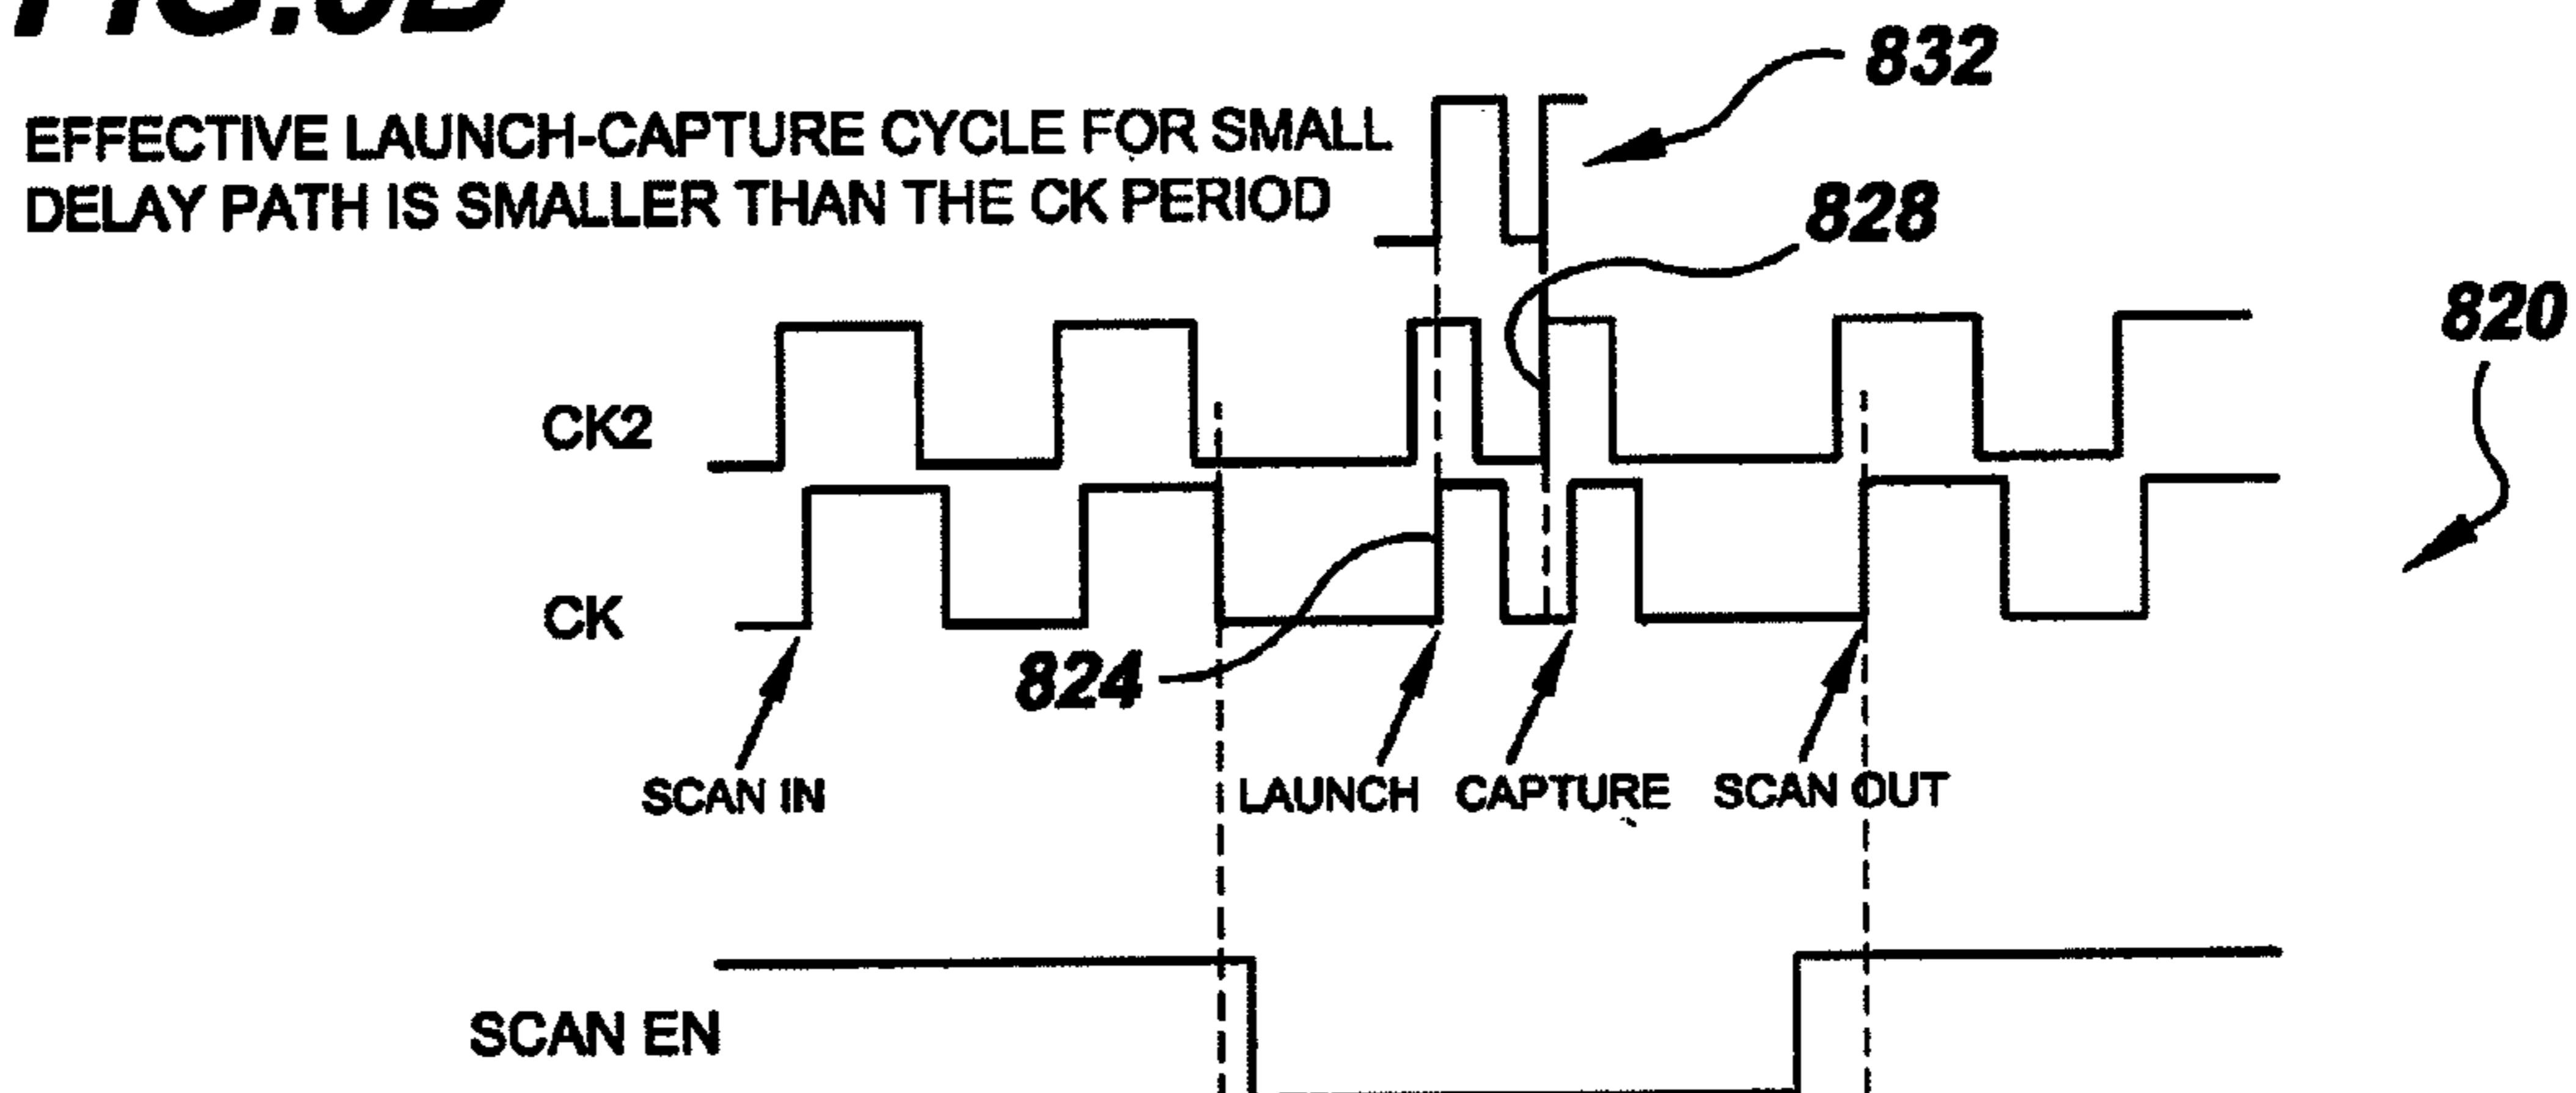 EFFECTIVE LAUNCH-CAPTURE CYCLE FOR SMALL
DELAY PATH IS SMALLER THAN THE CK PERIOD
832
828
820
CK2
CK
824
SCAN IN
LAUNCH
CAPTURE
SCAN OUT
SCAN EN